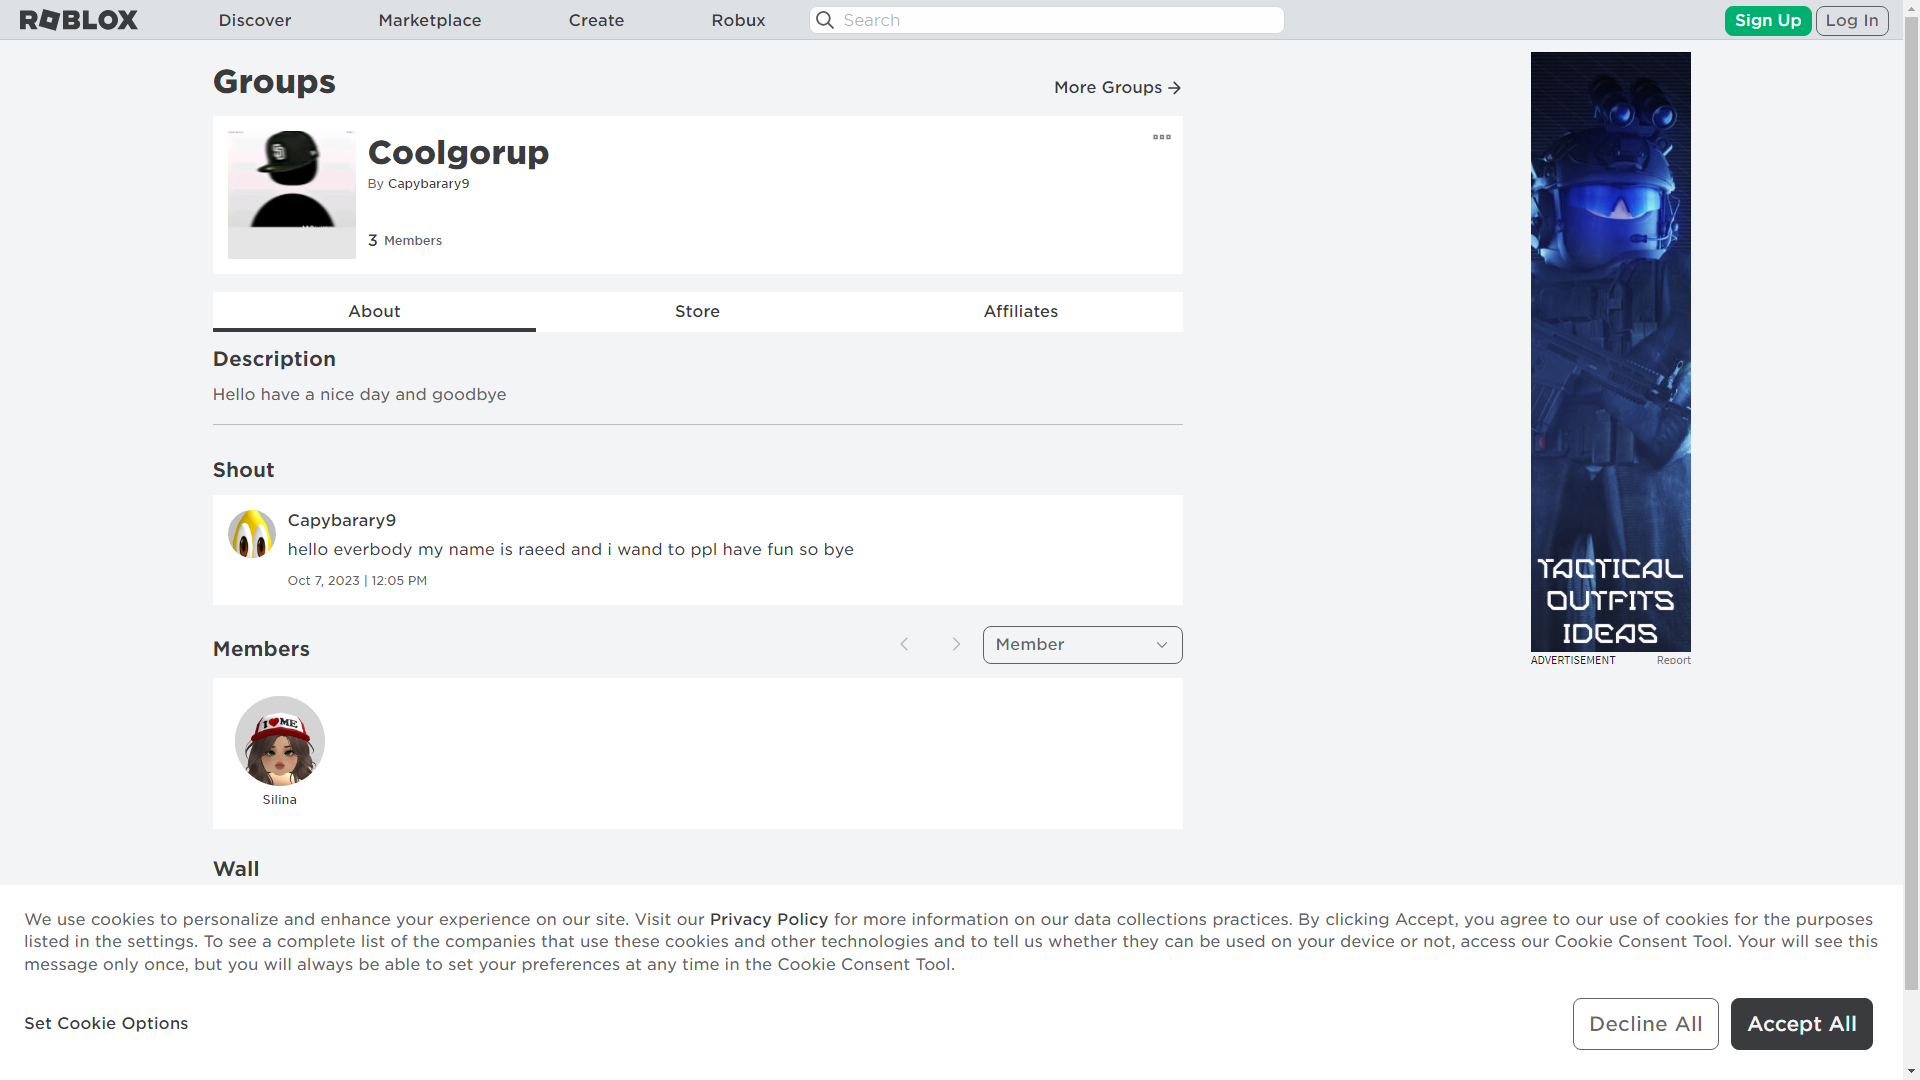 ROBLOX Discover Marketplace Create Robux Search Sign Up Log In
Groups
More Groups
Coolgorup
By Capybarary9
3 Members
About Store Affiliates
Description
Hello have a nice day and goodbye
Shout
Capybarary9
hello everbody my name is raeed and i wand to ppl have fun so bye
Oct 7, 2023 | 12:05 PM
Members
Member
I ME
Silina
Wall
TACTICAL
OUTFITS
IDEAS
ADVERTISEMENT Report
We use cookies to personalize and enhance your experience on our site. Visit our Privacy Policy for more information on our data collections practices. By clicking Accept, you agree to our use of cookies for the purposes
listed in the settings. To see a complete list of the companies that use these cookies and other technologies and to tell us whether they can be used on your device or not, access our Cookie Consent Tool. Your will see this
message only once, but you will always be able to set your preferences at any time in the Cookie Consent Tool.
Set Cookie Options
Decline All
Accept All